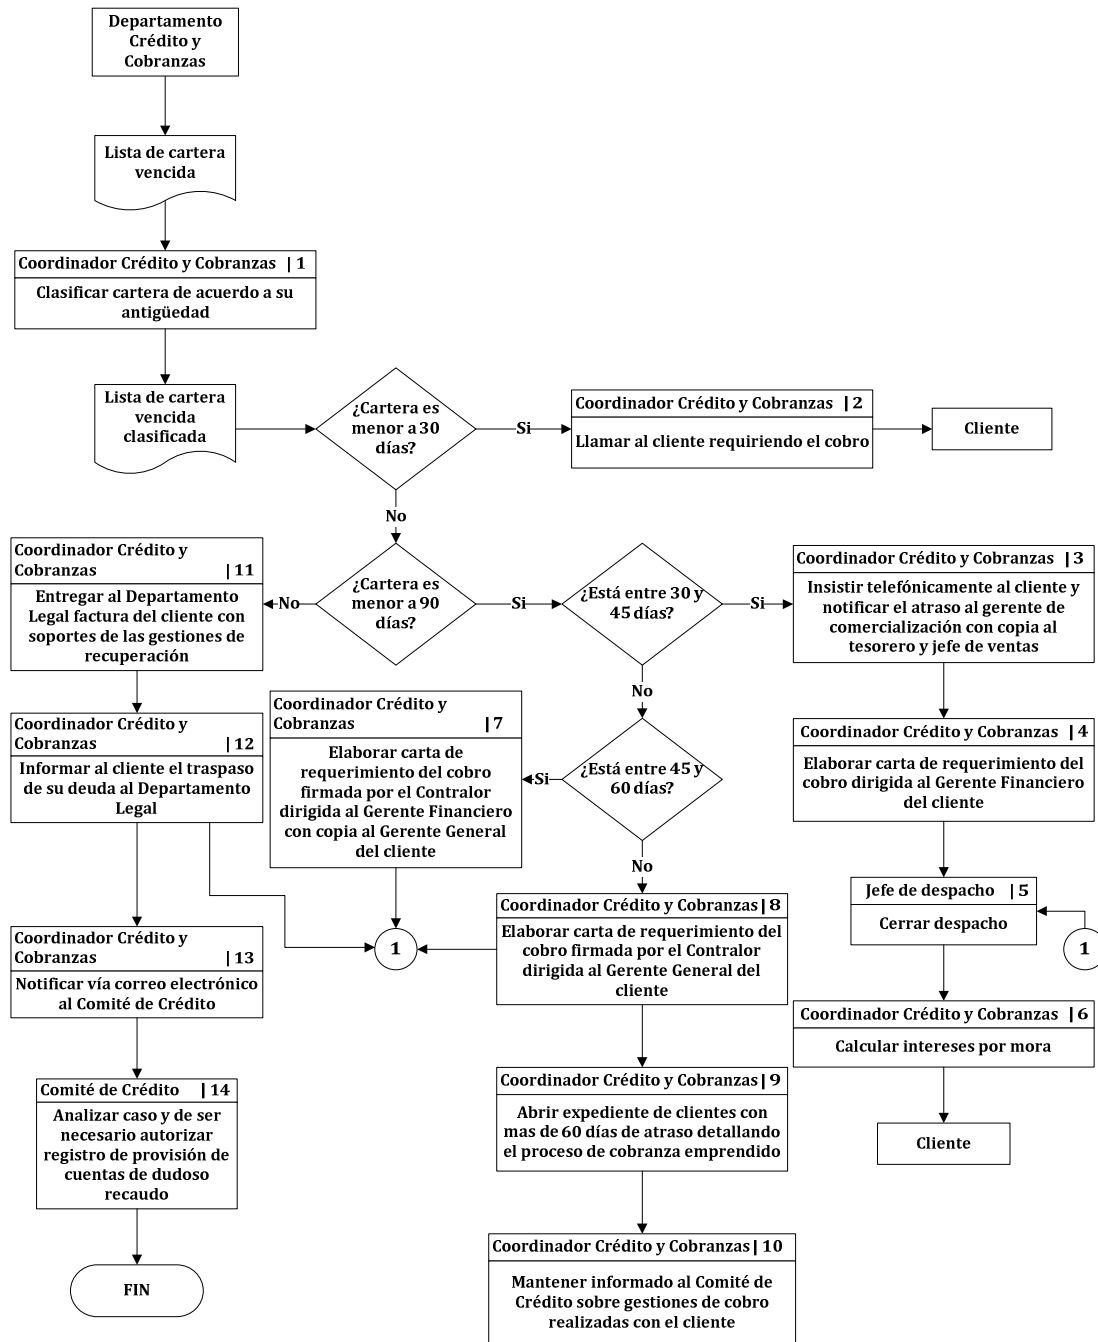 Departamento
Crédito y
Cobranzas
Lista de cartera
vencida
Coordinador Crédito y Cobranzas | 1
Clasificar cartera de acuerdo a su
antigüedad
Lista de cartera
vencida
clasificada
¿Cartera es
menor a 30
días?
Si
Coordinador Crédito y Cobranzas | 2
Llamar al cliente requiriendo el cobro
Cliente
No
¿Cartera es
menor a 90
días?
No
Coordinador Crédito y
Cobranzas | 11
Entregar al Departamento
Legal factura del cliente con
soportes de las gestiones de
recuperación
Si
¿Está entre 30 y
45 días?
Si
Coordinador Crédito y Cobranzas | 3
Insistir telefónicamente al cliente y
notificar el atraso al gerente de
comercialización con copia al
tesorero y jefe de ventas
No
Coordinador Crédito y
Cobranzas | 12
Informar al cliente el traspaso
de su deuda al Departamento
Legal
Coordinador Crédito y
Cobranzas | 7
Elaborar carta de
requerimiento del cobro
firmada por el Contralor
dirigida al Gerente Financiero
con copia al Gerente General
del cliente
Si
¿Está entre 45 y
60 días?
Coordinador Crédito y Cobranzas | 4
Elaborar carta de requerimiento del
cobro dirigida al Gerente Financiero
del cliente
No
Jefe de despacho | 5
Cerrar despacho
1
Coordinador Crédito y Cobranzas | 8
Elaborar carta de requerimiento del
cobro firmada por el Contralor
dirigida al Gerente General del
cliente
1
Coordinador Crédito y
Cobranzas | 13
Notificar vía correo electrónico
al Comité de Crédito
Coordinador Crédito y Cobranzas | 6
Calcular intereses por mora
Cliente
Coordinador Crédito y Cobranzas | 9
Abrir expediente de clientes con
mas de 60 días de atraso detallando
el proceso de cobranza emprendido
Comité de Crédito | 14
Analizar caso y de ser
necesario autorizar
registro de provisión de
cuentas de dudoso
recaudo
FIN
Coordinador Crédito y Cobranzas | 10
Mantener informado al Comité de
Crédito sobre gestiones de cobro
realizadas con el cliente